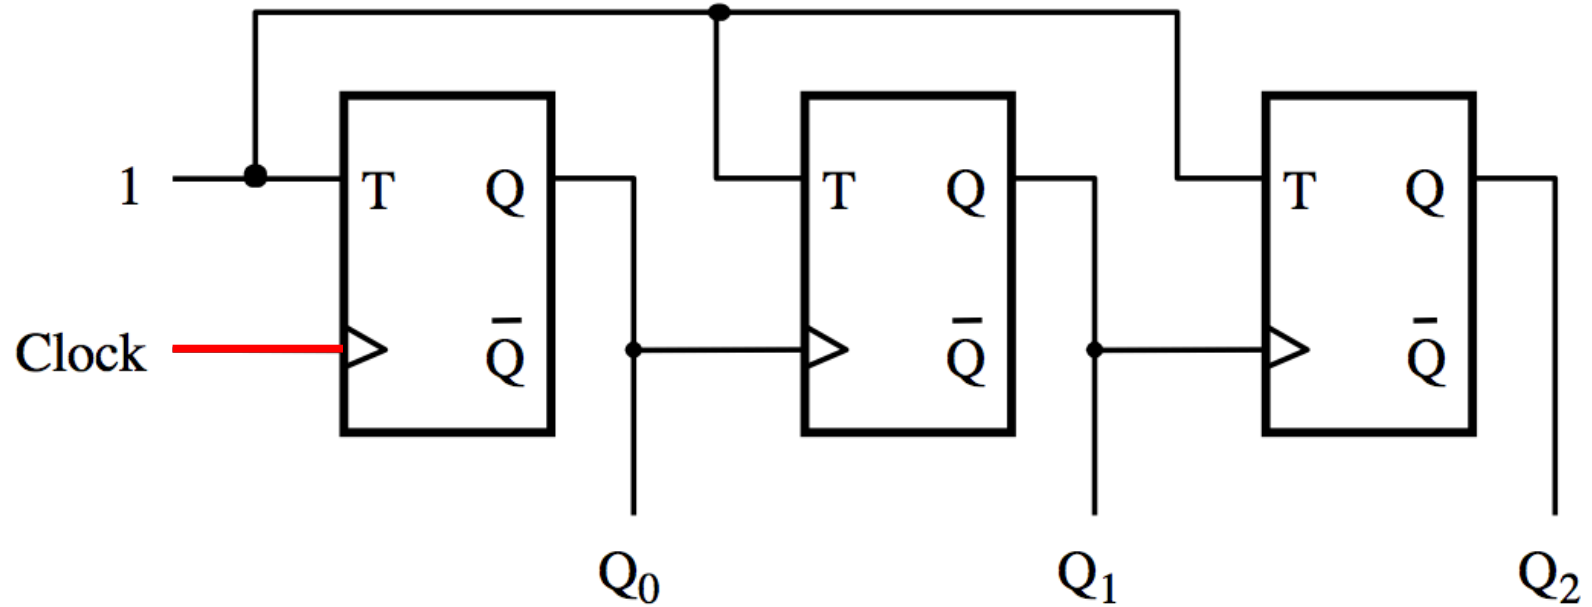 1 T Q T Q T Q
Clock Q̅ Q̅ Q̅
Q₀ Q₁ Q₂